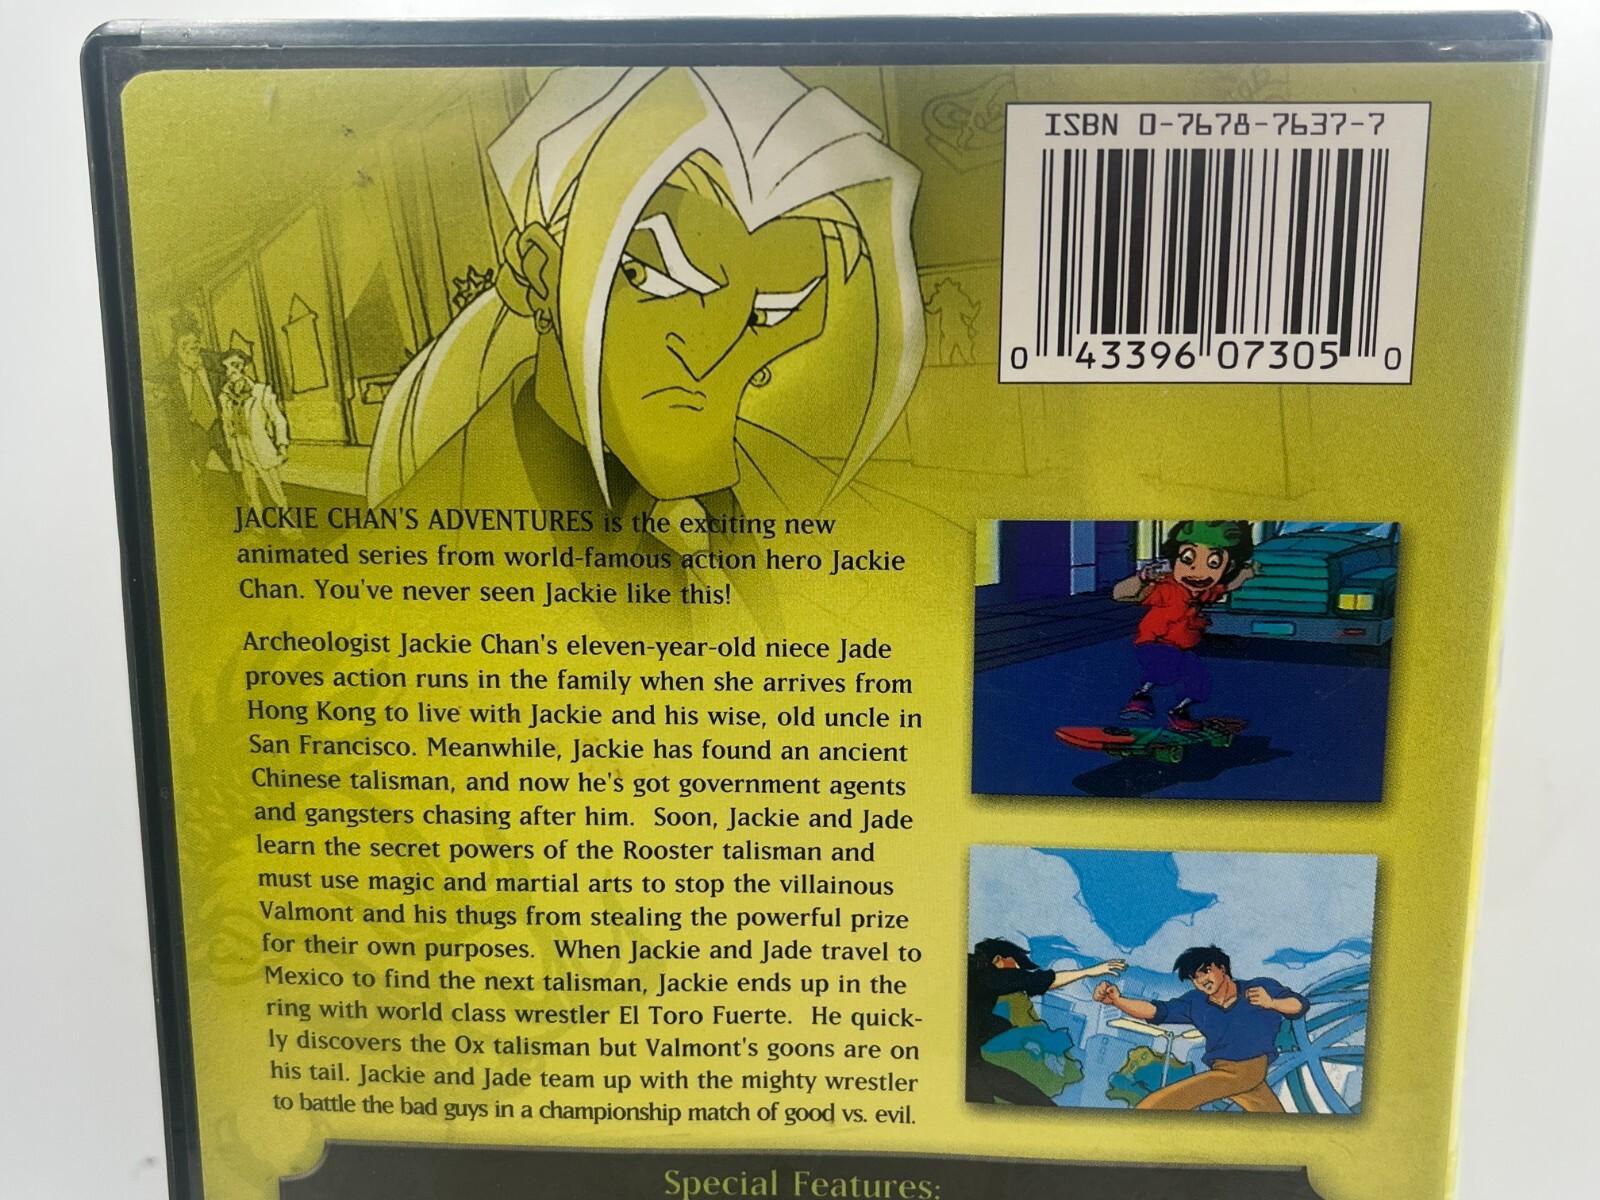 ISBN 0-7678-7637-7
0 43396 07305 0
JACKIE CHAN'S ADVENTURES is the exciting new
animated series from world-famous action hero Jackie
Chan. You've never seen Jackie like this!
Archeologist Jackie Chan's eleven-year-old niece Jade
proves action runs in the family when she arrives from
Hong Kong to live with Jackie and his wise, old uncle in
San Francisco. Meanwhile, Jackie has found an ancient
Chinese talisman, and now he's got government agents
and gangsters chasing after him. Soon, Jackie and Jade
learn the secret powers of the Rooster talisman and
must use magic and martial arts to stop the villainous
Valmont and his thugs from stealing the powerful prize
for their own purposes. When Jackie and Jade travel to
Mexico to find the next talisman, Jackie ends up in the
ring with world class wrestler El Toro Fuerte. He quick-
ly discovers the Ox talisman but Valmont's goons are on
his tail. Jackie and Jade team up with the mighty wrestler
to battle the bad guys in a championship match of good vs. evil.
Special Features: